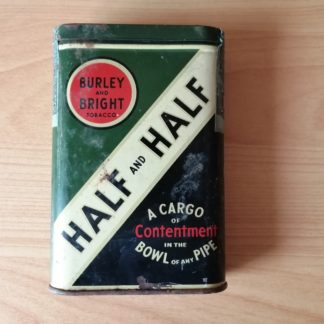 BURLEY
AND
BRIGHT
TOBACCO
HALF AND HALF
A CARGO
OF
Contentment
IN THE
BOWL OF ANY PIPE